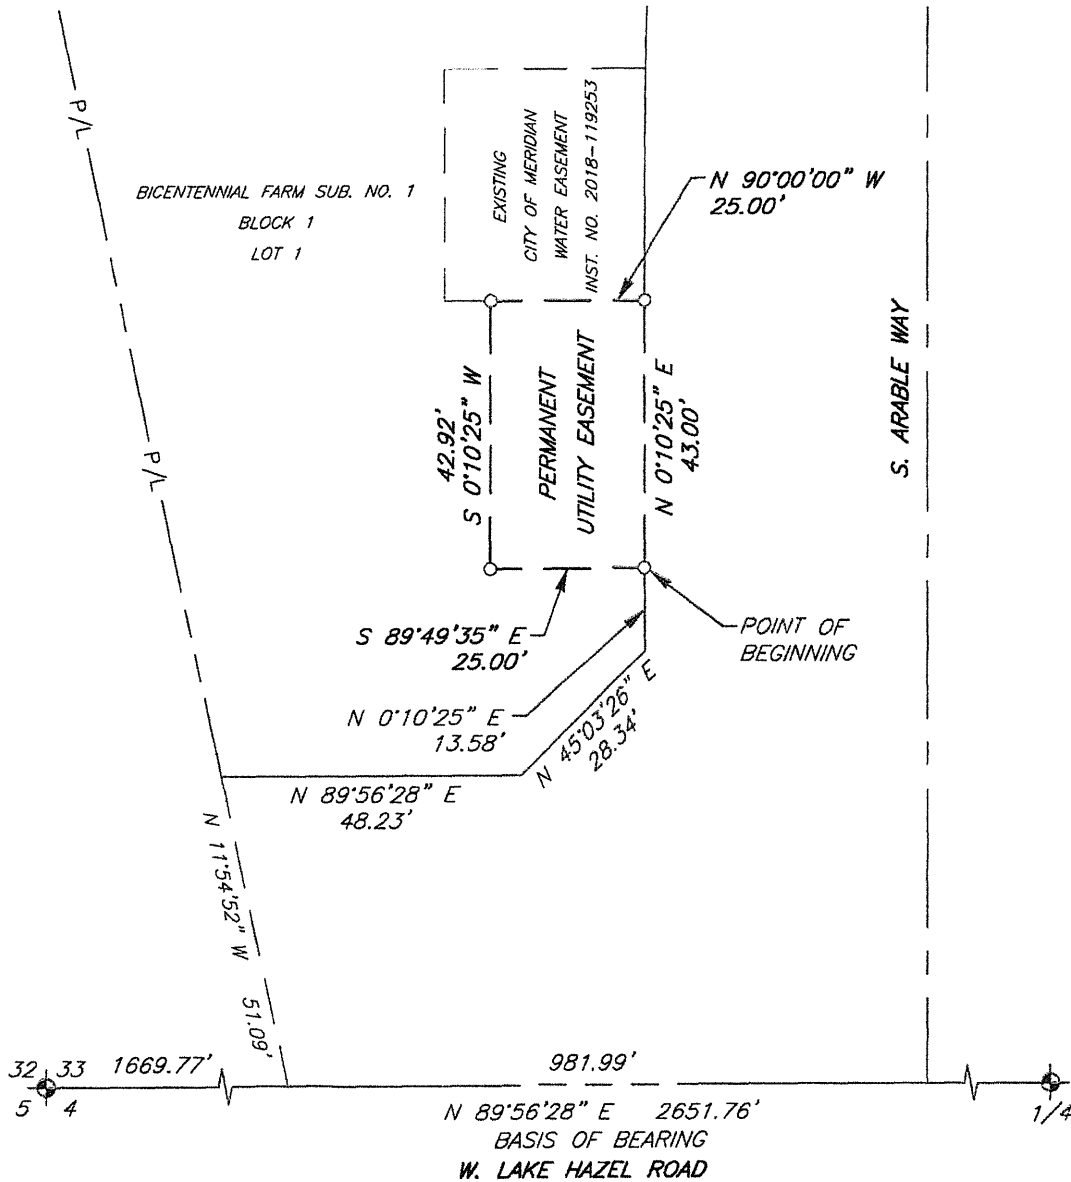 P/L
EXISTING
CITY OF MERIDIAN
WATER EASEMENT
INST. NO. 2018-119253
BICENTENNIAL FARM SUB. NO. 1
BLOCK 1
LOT 1
N 90°00'00" W
25.00'
S. ARABLE WAY
P/L
42.92'
S 0°10'25" W
PERMANENT
UTILITY EASEMENT
N 0°10'25" E
43.00'
S 89°49'35" E
25.00'
POINT OF
BEGINNING
N 0°10'25" E
13.58'
N 45°03'26" E
28.34'
N 89°56'28" E
48.23'
N 11°54'52" W 51.09'
32 33 1669.77'
5 4
981.99'
N 89°56'28" E 2651.76'
1/4
BASIS OF BEARING
W. LAKE HAZEL ROAD